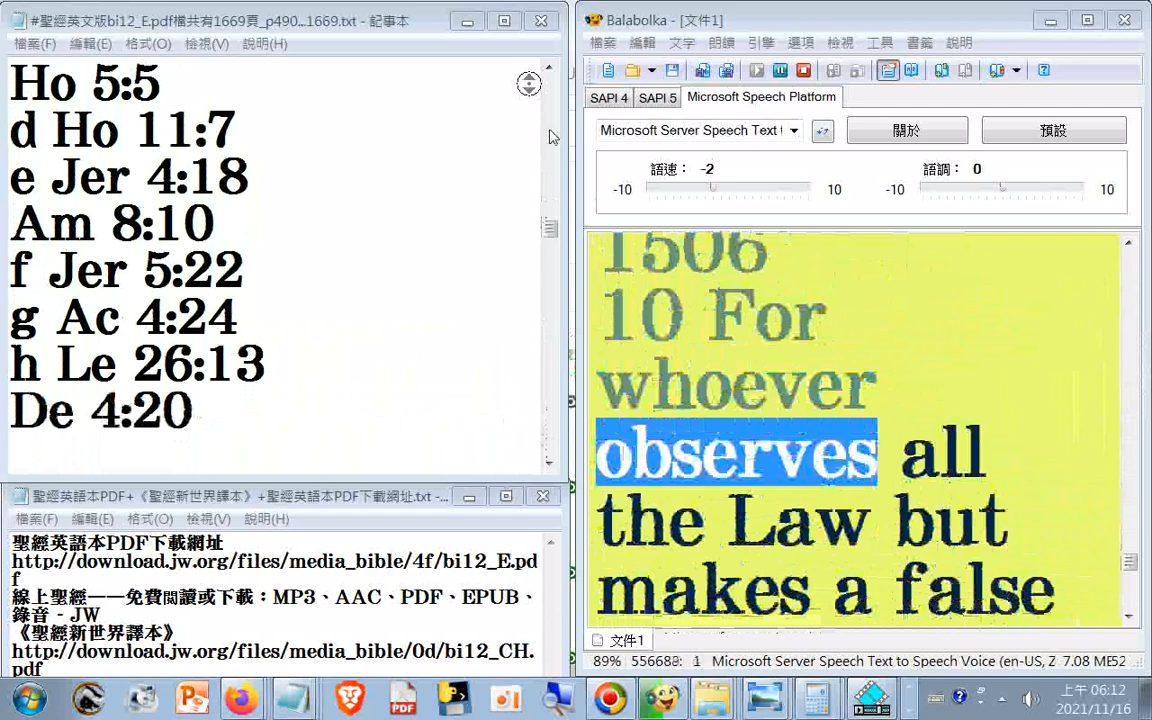 #聖經英文版bi12_E.pdf檔共有1669頁_p490...1669.txt - 記事本
檔案(F) 編輯(E) 格式(O) 檢視(V) 說明(H)
Ho 5:5
d Ho 11:7
e Jer 4:18
Am 8:10
f Jer 5:22
g Ac 4:24
h Le 26:13
De 4:20
聖經英語本PDF+《聖經新世界譯本》+聖經英語本PDF下載網址.txt -...
檔案(F) 編輯(E) 格式(O) 檢視(V) 說明(H)
聖經英語本PDF下載網址
http://download.jw.org/files/media_bible/4f/bi12_E.pd
f
線上聖經——免費閱讀或下載：MP3、AAC、PDF、EPUB、
錄音 - JW
《聖經新世界譯本》
http://download.jw.org/files/media_bible/0d/bi12_CH.
pdf
Balabolka - [文件1]
檔案 編輯 文字 朗讀 引擎 選項 檢視 工具 書籤 說明
SAPI 4 SAPI 5 Microsoft Speech Platform
Microsoft Server Speech Text 關於 預設
語速： -2 語調： 0
-10 10 -10 10
1506
10 For
whoever
observes all
the Law but
makes a false
文件1
89% 556688: 1 Microsoft Server Speech Text to Speech Voice (en-US, Z 7.08 ME52
上午 06:12
2021/11/16